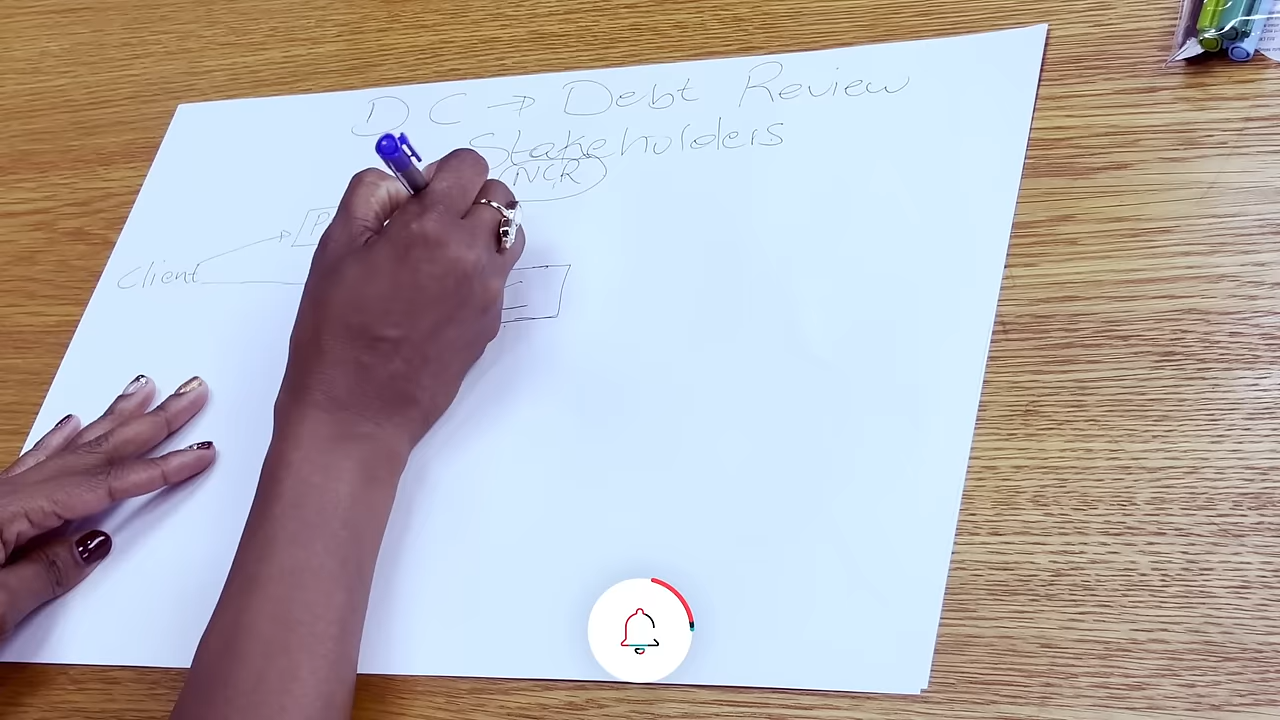 DC → Debt Review
Stakeholders
NCR
Client